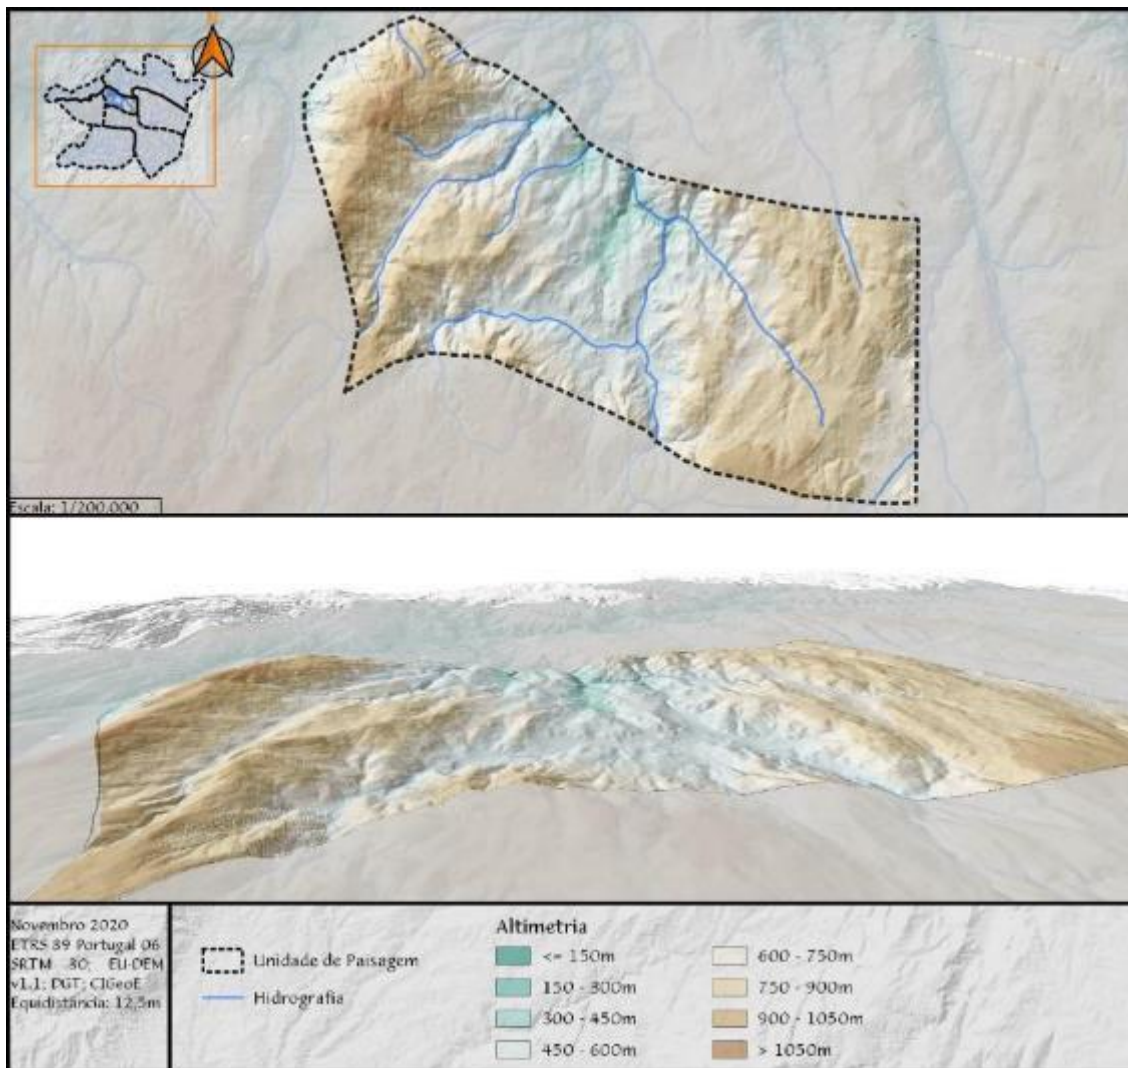 Escala: 1/200.000
Novembro 2020
ETRS 89 Portugal 06
SRTM 30; EU-DEM
v1.1; DGT; CIGeoE
Equidistância: 12,5m
Unidade de Paisagem
Hidrografia
Altimetria
<= 150m
150 - 300m
300 - 450m
450 - 600m
600 - 750m
750 - 900m
900 - 1050m
> 1050m